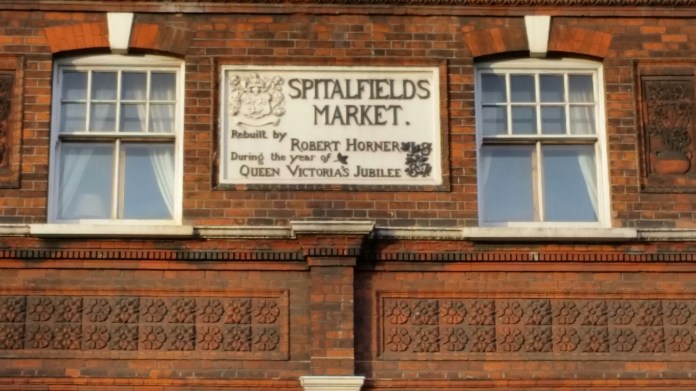 SPITALFIELDS
MARKET.
Rebuilt by
ROBERT HORNER
During the year of
QUEEN VICTORIA'S JUBILEE